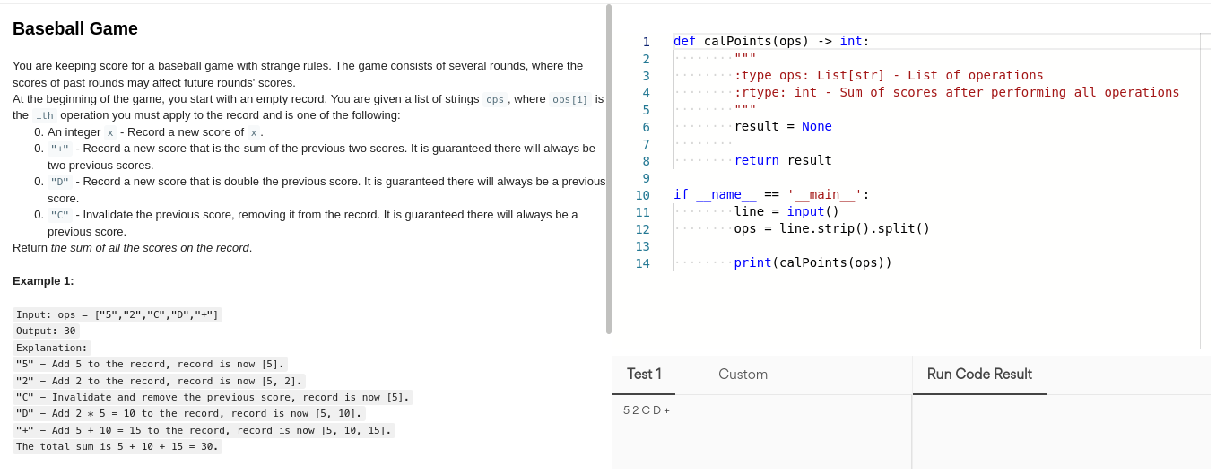 Baseball Game
You are keeping score for a baseball game with strange rules. The game consists of several rounds, where the
scores of past rounds may affect future rounds' scores.
At the beginning of the game, you start with an empty record. You are given a list of strings ops, where ops[i] is
the ith operation you must apply to the record and is one of the following:
0. An integer x - Record a new score of x.
0. "+" - Record a new score that is the sum of the previous two scores. It is guaranteed there will always be
two previous scores.
0. "D" - Record a new score that is double the previous score. It is guaranteed there will always be a previous
score.
0. "C" - Invalidate the previous score, removing it from the record. It is guaranteed there will always be a
previous score.
Return the sum of all the scores on the record.
Example 1:
Input: ops = ["5","2","C","D","+"]
Output: 30
Explanation:
"5" - Add 5 to the record, record is now [5].
"2" - Add 2 to the record, record is now [5, 2].
"C" - Invalidate and remove the previous score, record is now [5].
"D" - Add 2 * 5 = 10 to the record, record is now [5, 10].
"+" - Add 5 + 10 = 15 to the record, record is now [5, 10, 15].
The total sum is 5 + 10 + 15 = 30.
1 def calPoints(ops) -> int:
2 """
3 :type ops: List[str] - List of operations
4 :rtype: int - Sum of scores after performing all operations
5 """
6 result = None
7
8 return result
9
10 if __name__ == '__main__':
11 line = input()
12 ops = line.strip().split()
13
14 print(calPoints(ops))
Test 1 Custom Run Code Result
5 2 C D +